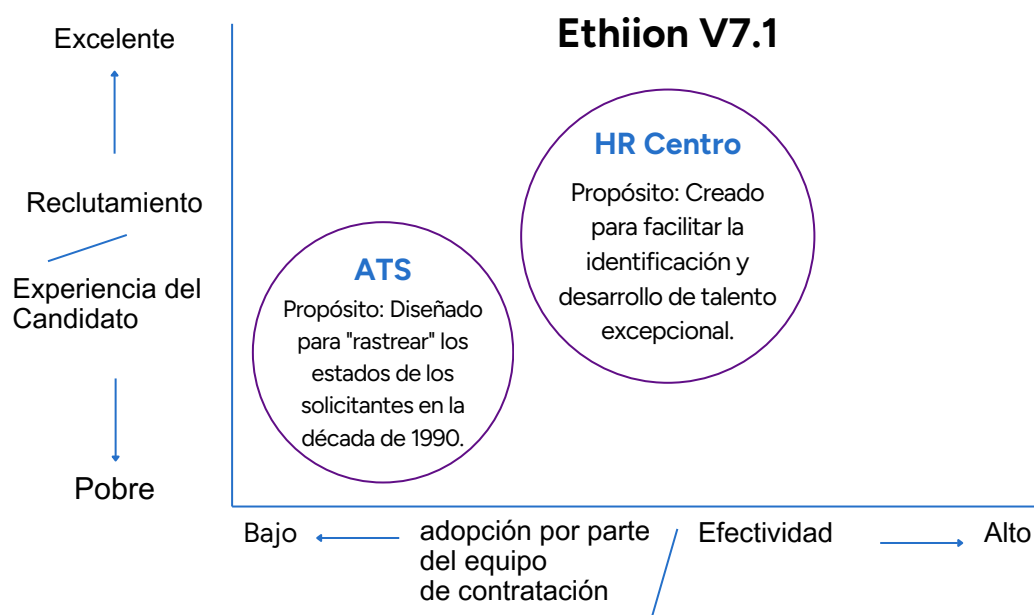 Ethiion V7.1
Excelente
Reclutamiento
Experiencia del
Candidato
Pobre
HR Centro
Propósito: Creado
para facilitar la
identificación y
desarrollo de talento
excepcional.
ATS
Propósito: Diseñado
para "rastrear" los
estados de los
solicitantes en la
década de 1990.
Bajo
adopción por parte
del equipo
de contratación
Efectividad
Alto